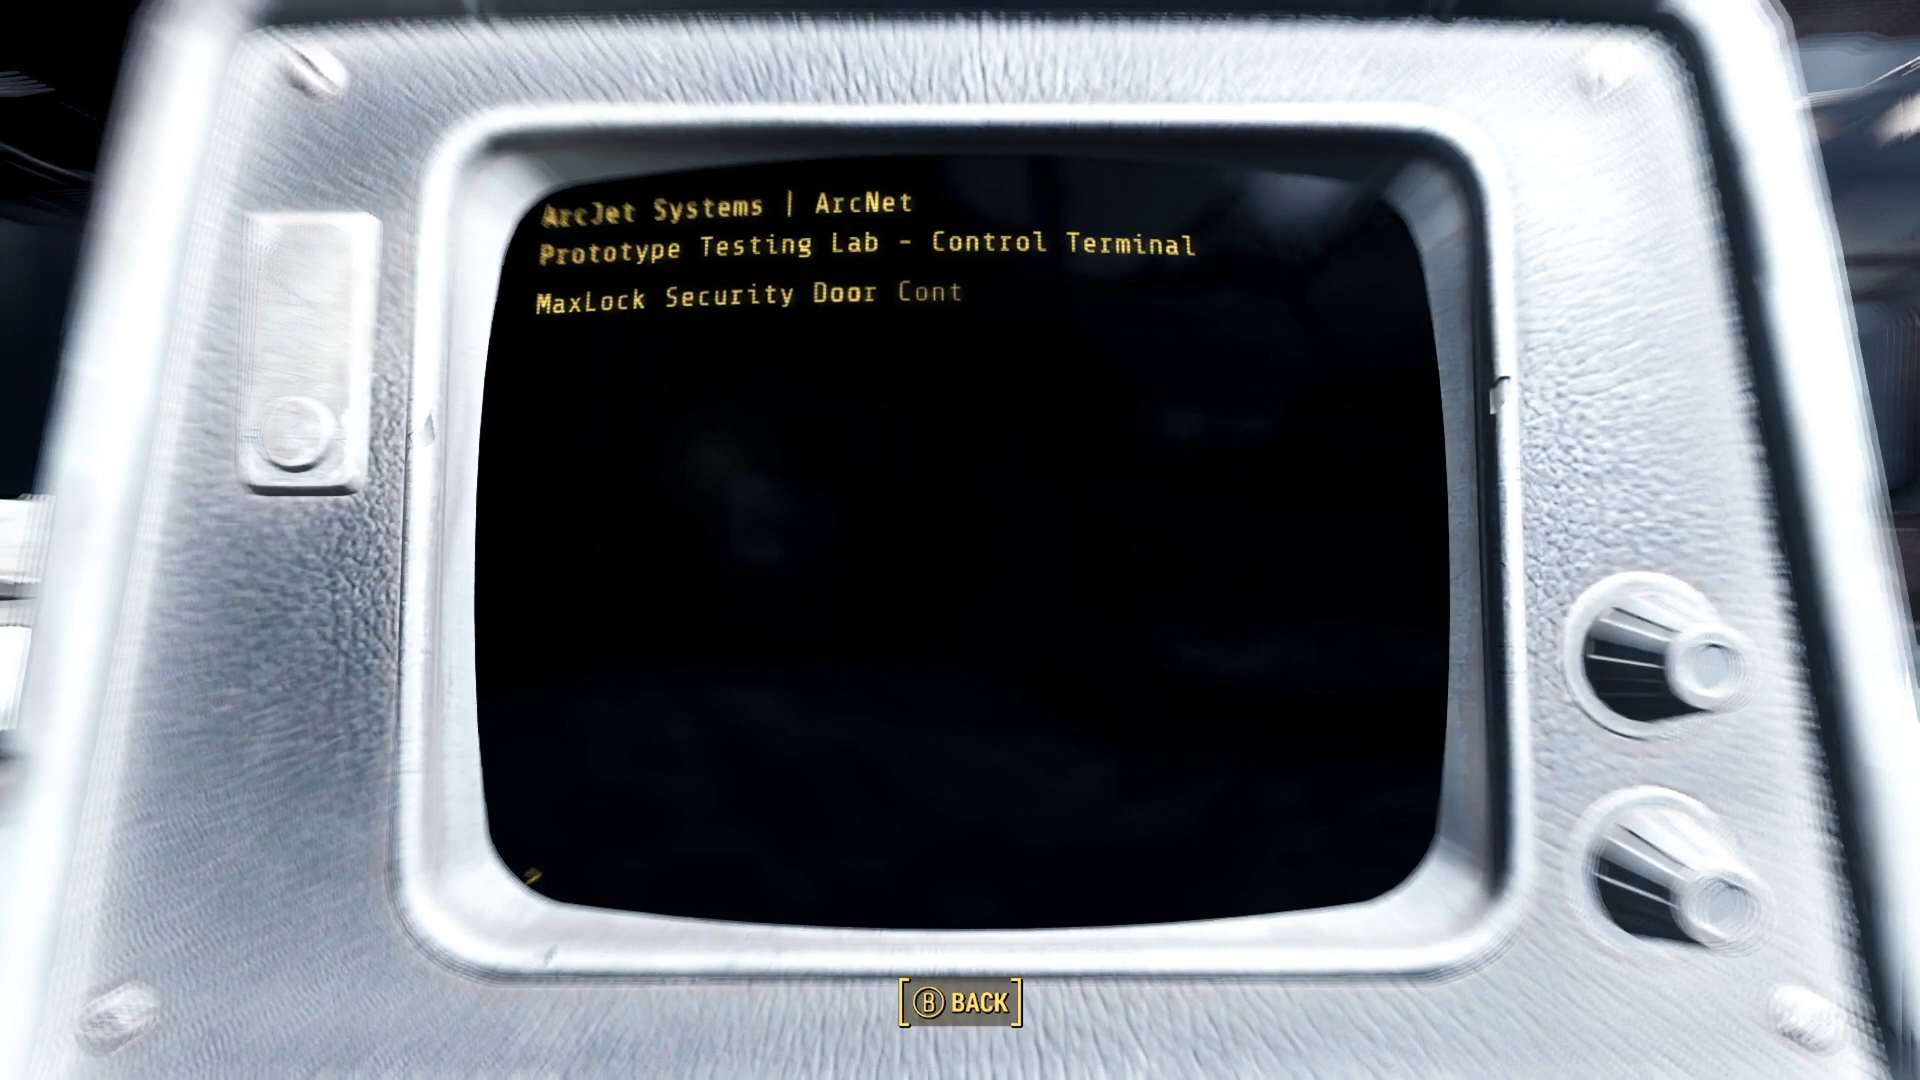 ArcJet Systems | ArcNet
Prototype Testing Lab - Control Terminal
MaxLock Security Door Cont
>
[Ⓑ BACK]